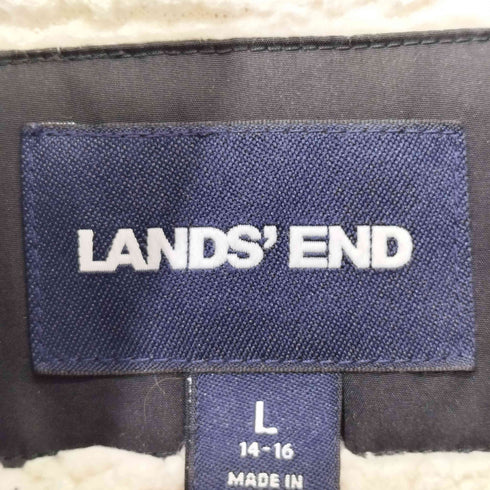 LANDS' END
L
14-16
MADE IN